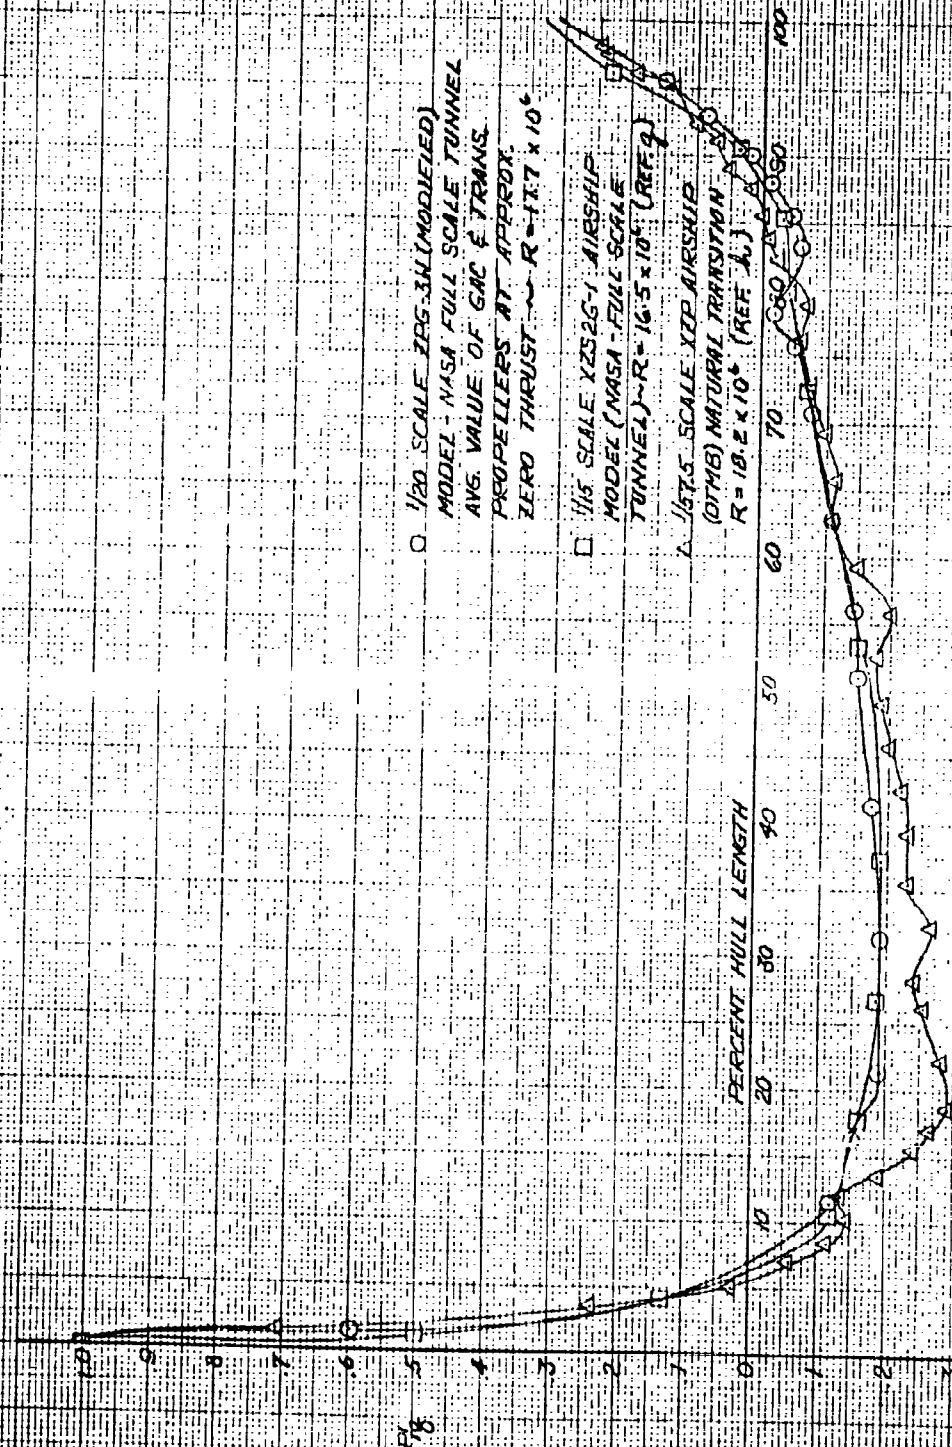 ○ 1/20 SCALE ZPG-3W (MODIFIED)
MODEL - NASA FULL SCALE TUNNEL
AVG. VALUE OF GAC & TRANS.
PROPELLERS AT APPROX.
ZERO THRUST ~ R = 17.7 x 10⁶
□ 1/15 SCALE XZS2G-1 AIRSHIP
MODEL (NASA - FULL SCALE
TUNNEL) ~ R = 16.5 x 10⁶ (REF. g)
△ 1/57.5 SCALE XZP AIRSHIP
(DTMB) NATURAL TRANSITION
R = 18.2 x 10⁶ (REF. h)
PERCENT HULL LENGTH
10 20 30 40 50 60 70 80 90 100
1.0
.9
.8
.7
.6
.5
.4
.3
.2
.1
0
.1
.2
.3
P/q